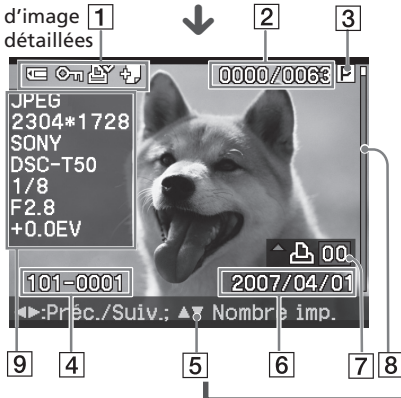 d’image
détaillées
1
2
3
0000/0063
P
JPEG
2304*1728
SONY
DSC-T50
1/8
F2.8
+0.0EV
00
101-0001
2007/04/01
◄►:Préc./Suiv.; ▲▼ Nombre imp.
9
4
5
6
7
8